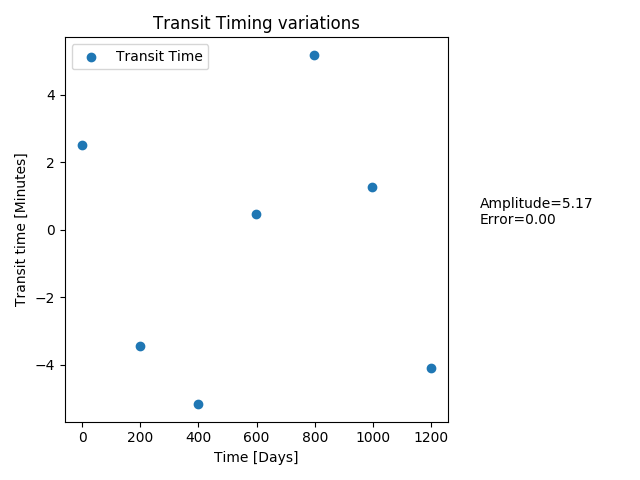 Transit Timing variations
Transit Time
Transit time [Minutes]
4
2
0
−2
−4
0 200 400 600 800 1000 1200
Time [Days]
Amplitude=5.17
Error=0.00